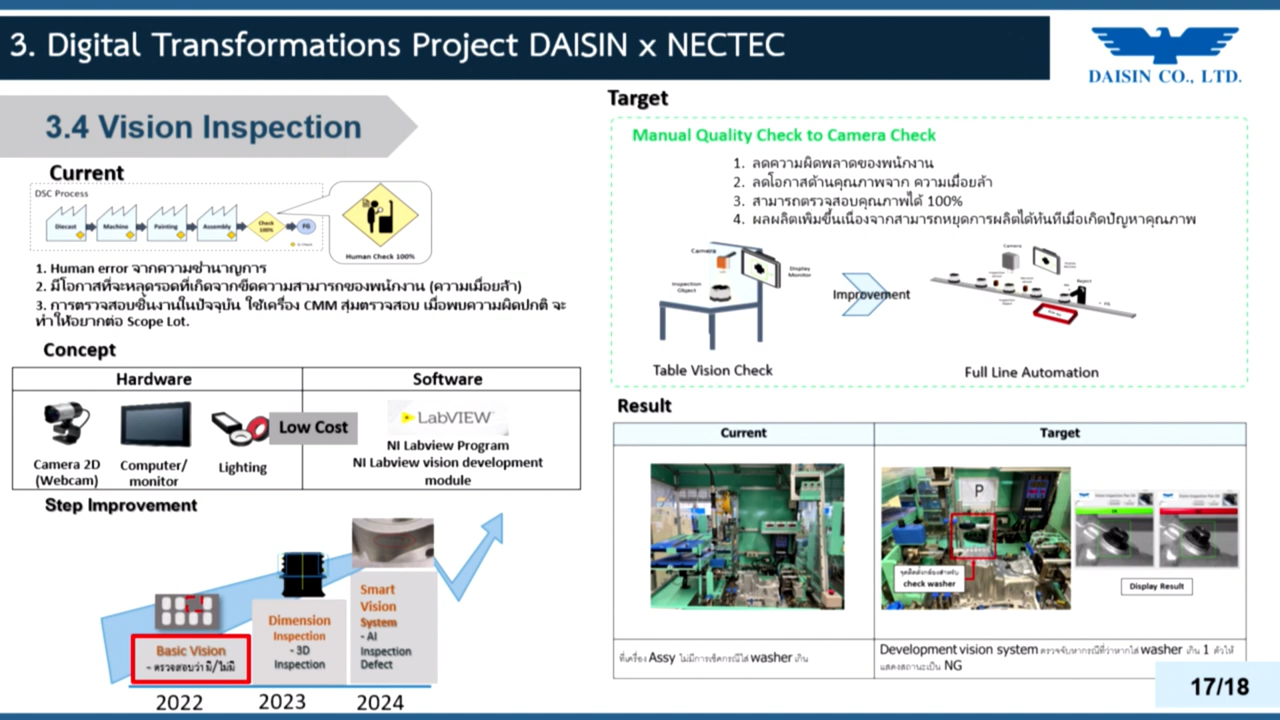 3. Digital Transformations Project DAISIN x NECTEC
DAISIN CO., LTD.
3.4 Vision Inspection
Current
DSC Process
Diecast
Machine
Painting
Assembly
Check
100%
FG
Human Check 100%
1. Human error จากความชำนาญการ
2. มีโอกาสที่จะหลุดรอดที่เกิดจากขีดความสามารถของพนักงาน (ความเมื่อยล้า)
3. การตรวจสอบชิ้นงานในปัจจุบัน ใช้เครื่อง CMM สุ่มตรวจสอบ เมื่อพบความผิดปกติ จะ
ทำให้อยากต่อ Scope Lot.
Concept
Hardware
Software
Camera 2D
(Webcam)
Computer/
monitor
Lighting
Low Cost
LabVIEW
NI Labview Program
NI Labview vision development
module
Step Improvement
Basic Vision
- ตรวจสอบว่า มี/ไม่มี
Dimension
Inspection
- 3D
Inspection
Smart
Vision
System
- AI
Inspection
Defect
2022
2023
2024
Target
Manual Quality Check to Camera Check
1. ลดความผิดพลาดของพนักงาน
2. ลดโอกาสด้านคุณภาพจาก ความเมื่อยล้า
3. สามารถตรวจสอบคุณภาพได้ 100%
4. ผลผลิตเพิ่มขึ้นเนื่องจากสามารถหยุดการผลิตได้ทันทีเมื่อเกิดปัญหาคุณภาพ
Camera
Display
Monitor
Inspection
Object
Table Vision Check
Improvement
Camera
Reject
FG
Full Line Automation
Result
Current
Target
P
จุดติดตั้งกล้องสำหรับ
check washer
Display Result
ที่เครื่อง Assy ไม่มีการเช็คกรณีใส่ washer เกิน
Development vision system ตรวจจับหากรณีที่ว่าหากใส่ washer เกิน 1 ตัวให้
แสดงสถานะเป็น NG
17/18